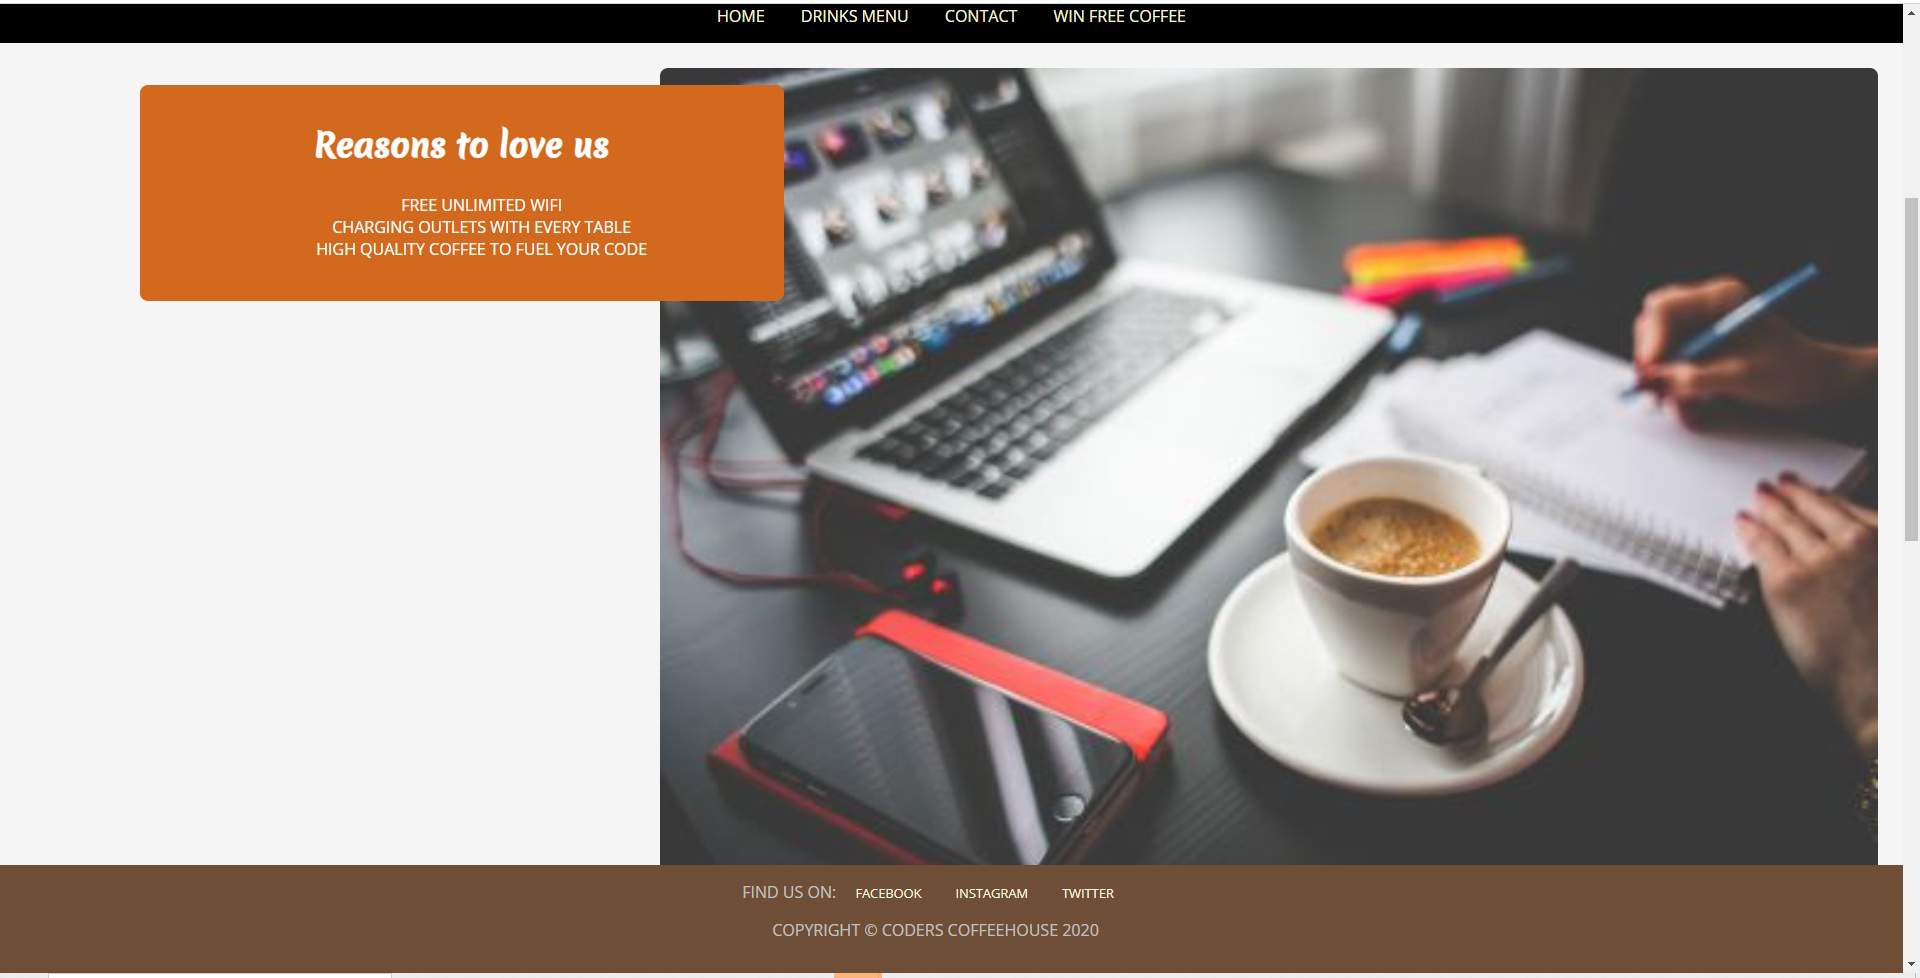 HOME DRINKS MENU CONTACT WIN FREE COFFEE
Reasons to love us
FREE UNLIMITED WIFI
CHARGING OUTLETS WITH EVERY TABLE
HIGH QUALITY COFFEE TO FUEL YOUR CODE
FIND US ON: FACEBOOK INSTAGRAM TWITTER
COPYRIGHT © CODERS COFFEEHOUSE 2020